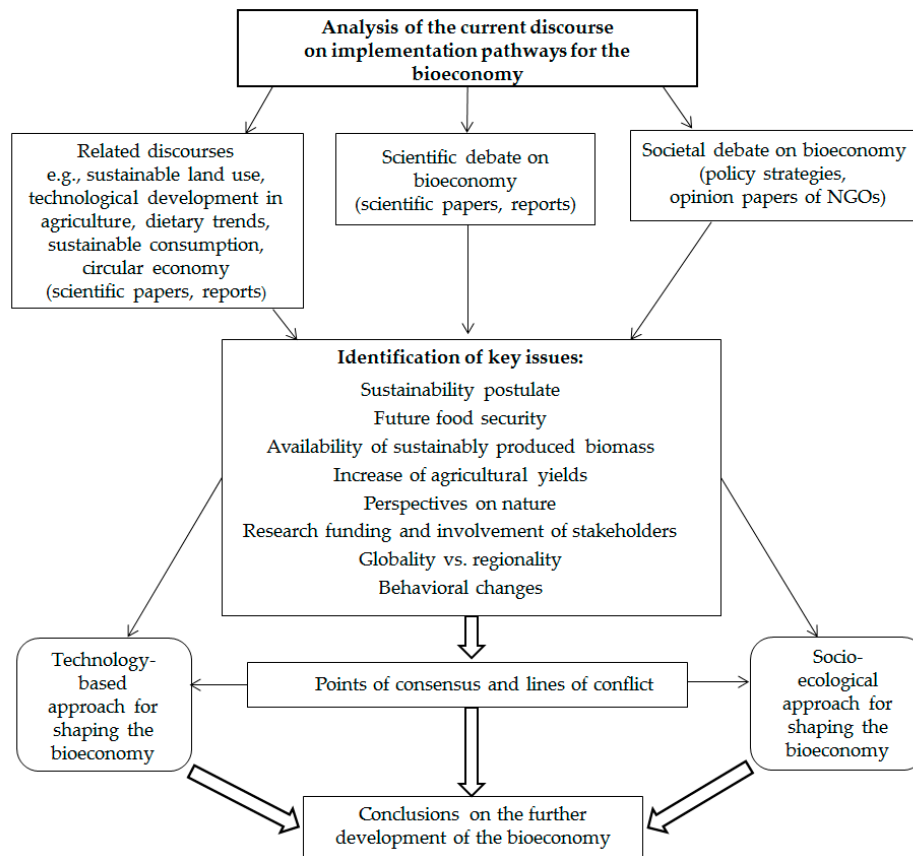 Analysis of the current discourse
on implementation pathways for the
bioeconomy
Related discourses
e.g., sustainable land use,
technological development in
agriculture, dietary trends,
sustainable consumption,
circular economy
(scientific papers, reports)
Scientific debate on
bioeconomy
(scientific papers, reports)
Societal debate on bioeconomy
(policy strategies,
opinion papers of NGOs)
Identification of key issues:
Sustainability postulate
Future food security
Availability of sustainably produced biomass
Increase of agricultural yields
Perspectives on nature
Research funding and involvement of stakeholders
Globality vs. regionality
Behavioral changes
Technology-
based
approach for
shaping the
bioeconomy
Points of consensus and lines of conflict
Socio-
ecological
approach for
shaping the
bioeconomy
Conclusions on the further
development of the bioeconomy